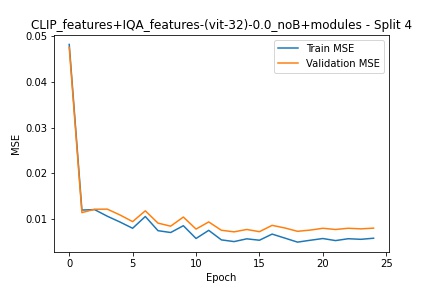 CLIP_features+IQA_features-(vit-32)-0.0_noB+modules - Split 4
0.05
0.04
0.03
0.02
0.01
MSE
Train MSE
Validation MSE
0
5
10
15
20
25
Epoch